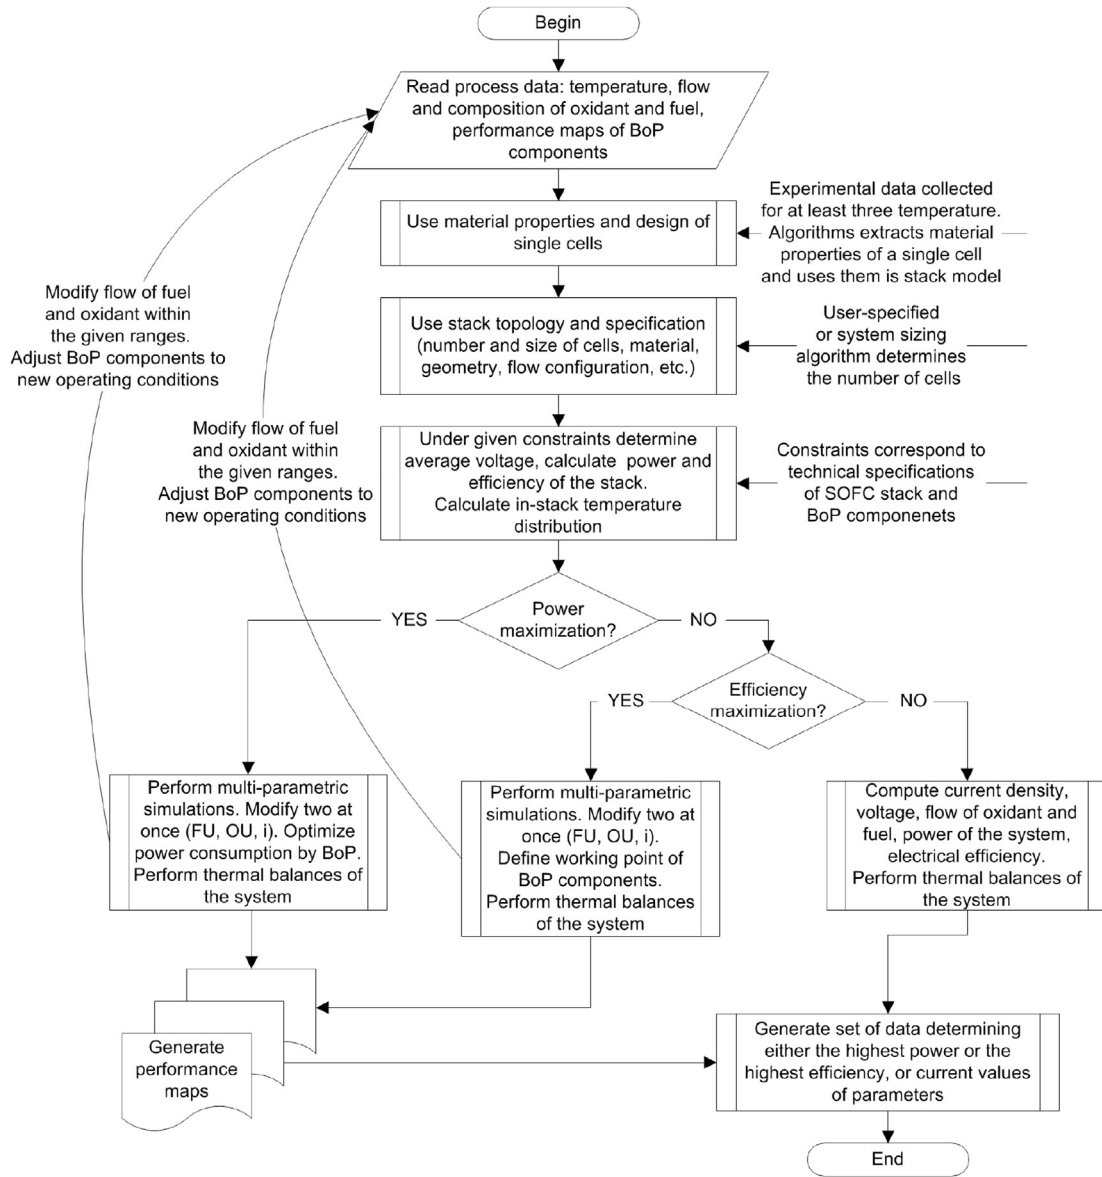 Begin
Read process data: temperature, flow
and composition of oxidant and fuel,
performance maps of BoP
components
Use material properties and design of
single cells
Experimental data collected
for at least three temperature.
Algorithms extracts material
properties of a single cell
and uses them is stack model
Use stack topology and specification
(number and size of cells, material,
geometry, flow configuration, etc.)
User-specified
or system sizing
algorithm determines
the number of cells
Modify flow of fuel
and oxidant within
the given ranges.
Adjust BoP components to
new operating conditions
Modify flow of fuel
and oxidant within
the given ranges.
Adjust BoP components to
new operating conditions
Under given constraints determine
average voltage, calculate power and
efficiency of the stack.
Calculate in-stack temperature
distribution
Constraints correspond to
technical specifications
of SOFC stack and
BoP componenets
Power
maximization?
YES
NO
Efficiency
maximization?
YES
NO
Perform multi-parametric
simulations. Modify two at
once (FU, OU, i). Optimize
power consumption by BoP.
Perform thermal balances of
the system
Perform multi-parametric
simulations. Modify two at
once (FU, OU, i).
Define working point of
BoP components.
Perform thermal balances
of the system
Compute current density,
voltage, flow of oxidant and
fuel, power of the system,
electrical efficiency.
Perform thermal balances of
the system
Generate
performance
maps
Generate set of data determining
either the highest power or the
highest efficiency, or current values
of parameters
End